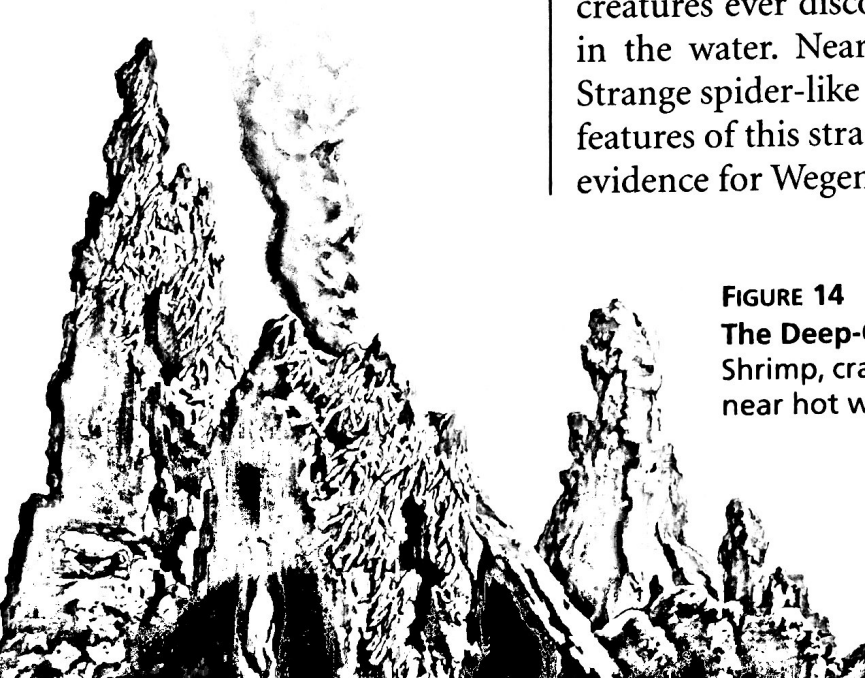 creatures ever disco
in the water. Near
Strange spider-like
features of this stra
evidence for Wegen
FIGURE 14
The Deep-
Shrimp, cra
near hot w